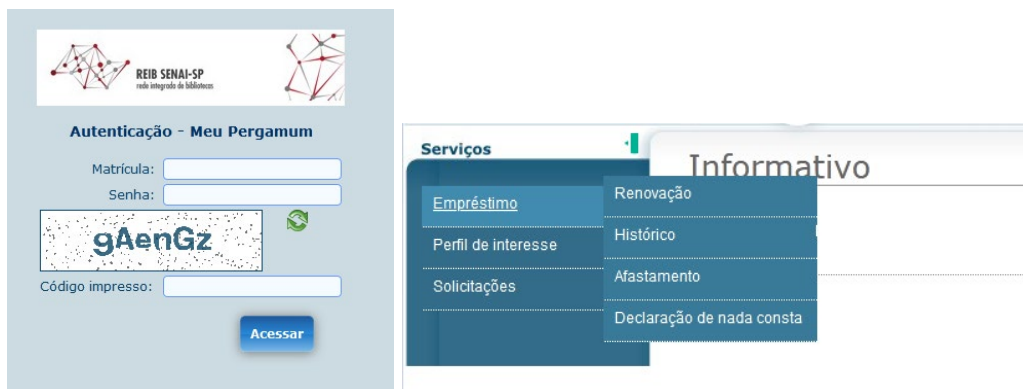 REIB SENAI-SP
rede integrada de bibliotecas
Autenticação - Meu Pergamum
Matrícula:
Senha:
gAenGz
Código impresso:
Acessar
Serviços
Informativo
Empréstimo
Renovação
Perfil de interesse
Histórico
Solicitações
Afastamento
Declaração de nada consta